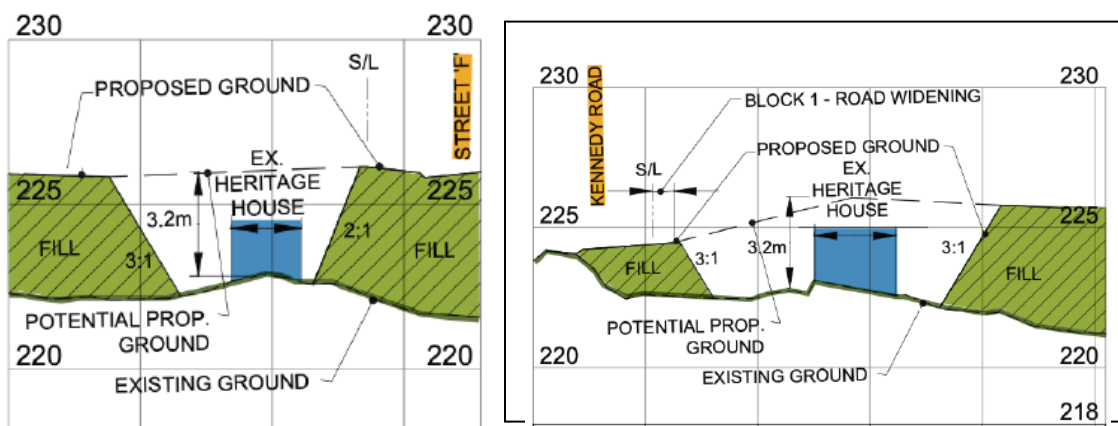 230
230
S/L
PROPOSED GROUND
STREET 'F'
EX.
HERITAGE
HOUSE
225
225
3.2m
2:1
FILL
3:1
FILL
POTENTIAL PROP.
GROUND
220
220
EXISTING GROUND
230
230
KENNEDY ROAD
BLOCK 1 - ROAD WIDENING
PROPOSED GROUND
S/L
EX.
HERITAGE
HOUSE
225
225
3.2m
3:1
3:1
FILL
FILL
POTENTIAL PROP.
GROUND
220
220
EXISTING GROUND
218